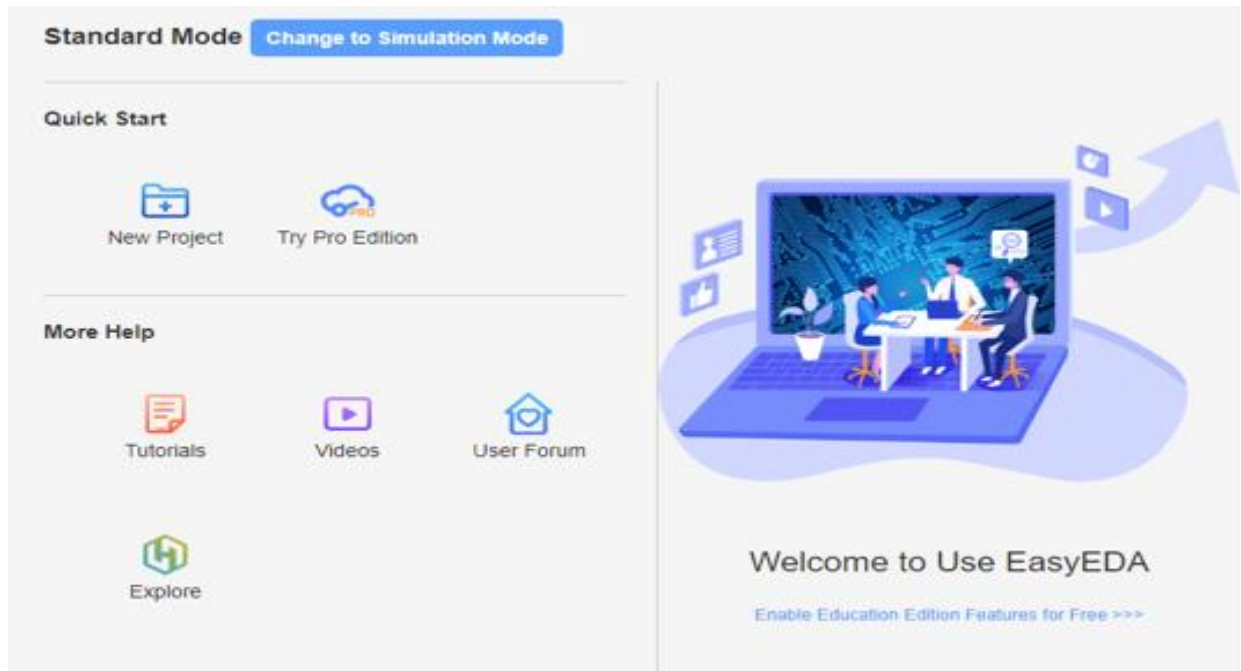 Standard Mode
Change to Simulation Mode
Quick Start
New Project
Try Pro Edition
PRO
More Help
Tutorials
Videos
User Forum
Explore
Welcome to Use EasyEDA
Enable Education Edition Features for Free >>>